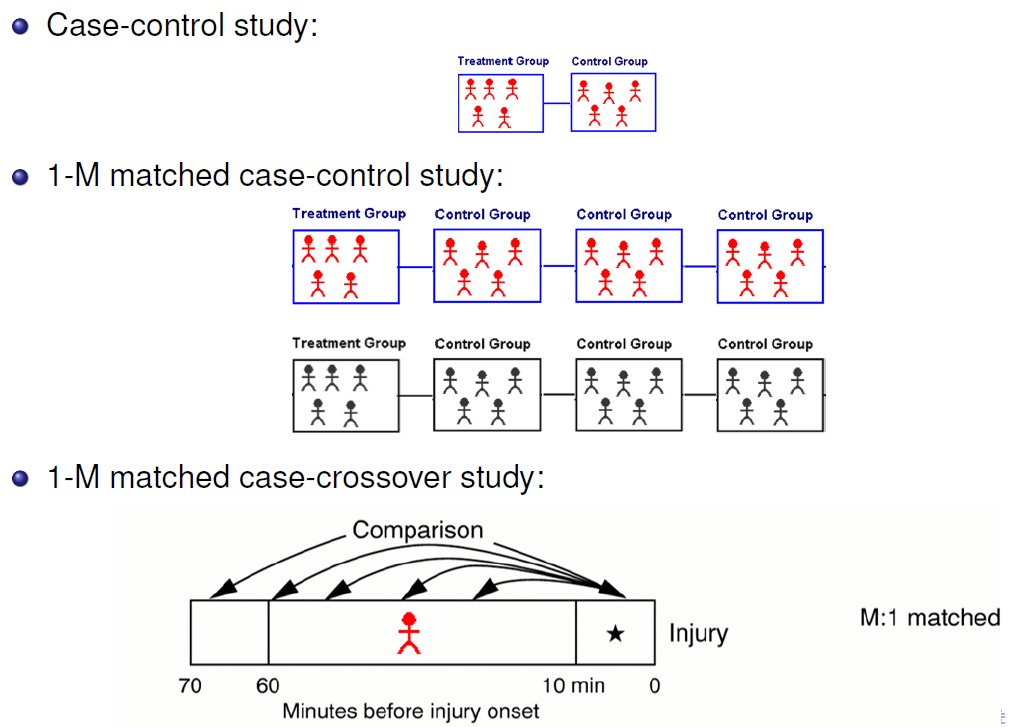 Case-control study:
Treatment Group Control Group
1-M matched case-control study:
Treatment Group Control Group Control Group Control Group
Treatment Group Control Group Control Group Control Group
1-M matched case-crossover study:
Comparison
Injury
M:1 matched
70 60 10 min 0
Minutes before injury onset